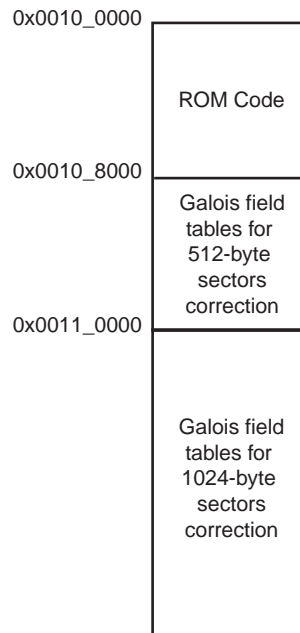 0x0010_0000
ROM Code
0x0010_8000
Galois field
tables for
512-byte
sectors
correction
0x0011_0000
Galois field
tables for
1024-byte
sectors
correction